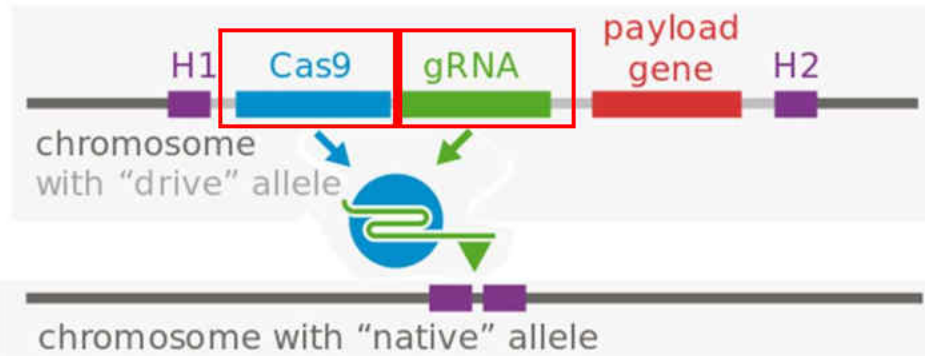 payload
H1 Cas9 gRNA gene H2
chromosome
with “drive” allele
chromosome with “native” allele